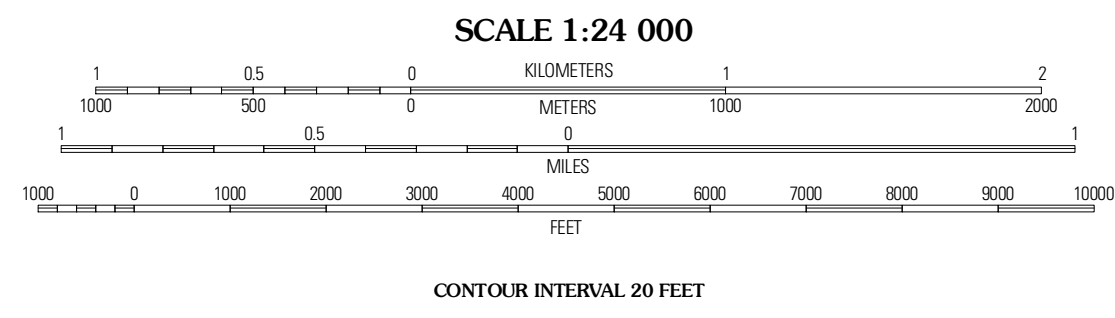 SCALE 1:24 000
1 0.5 0 KILOMETERS 1 2
1000 500 0 METERS 1000 2000
1 0.5 0 1
MILES
1000 0 1000 2000 3000 4000 5000 6000 7000 8000 9000 10000
FEET
CONTOUR INTERVAL 20 FEET